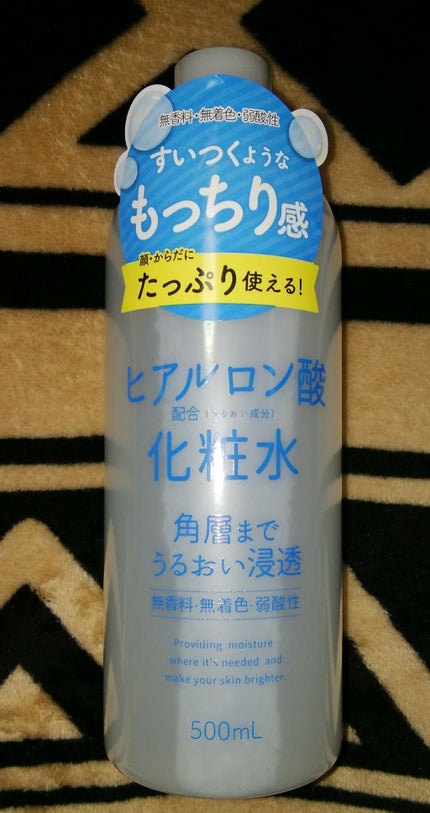 無香料・無着色・弱酸性
すいつくような
もっちり感
顔・からだに
たっぷり使える!
ヒアルロン酸
配合(うるおい成分)
化粧水
角層まで
うるおい浸透
無香料・無着色・弱酸性
Providing moisture
where it's needed and
make your skin brighter.
500mL